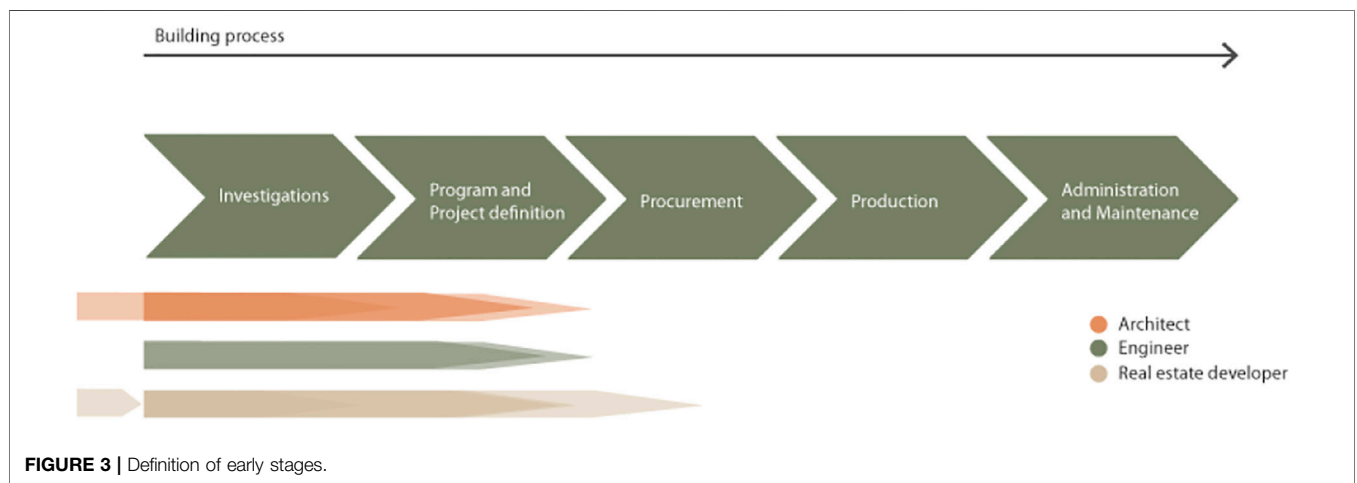 Building process
Investigations
Program and
Project definition
Procurement
Production
Administration
and Maintenance
Architect
Engineer
Real estate developer
FIGURE 3 | Definition of early stages.